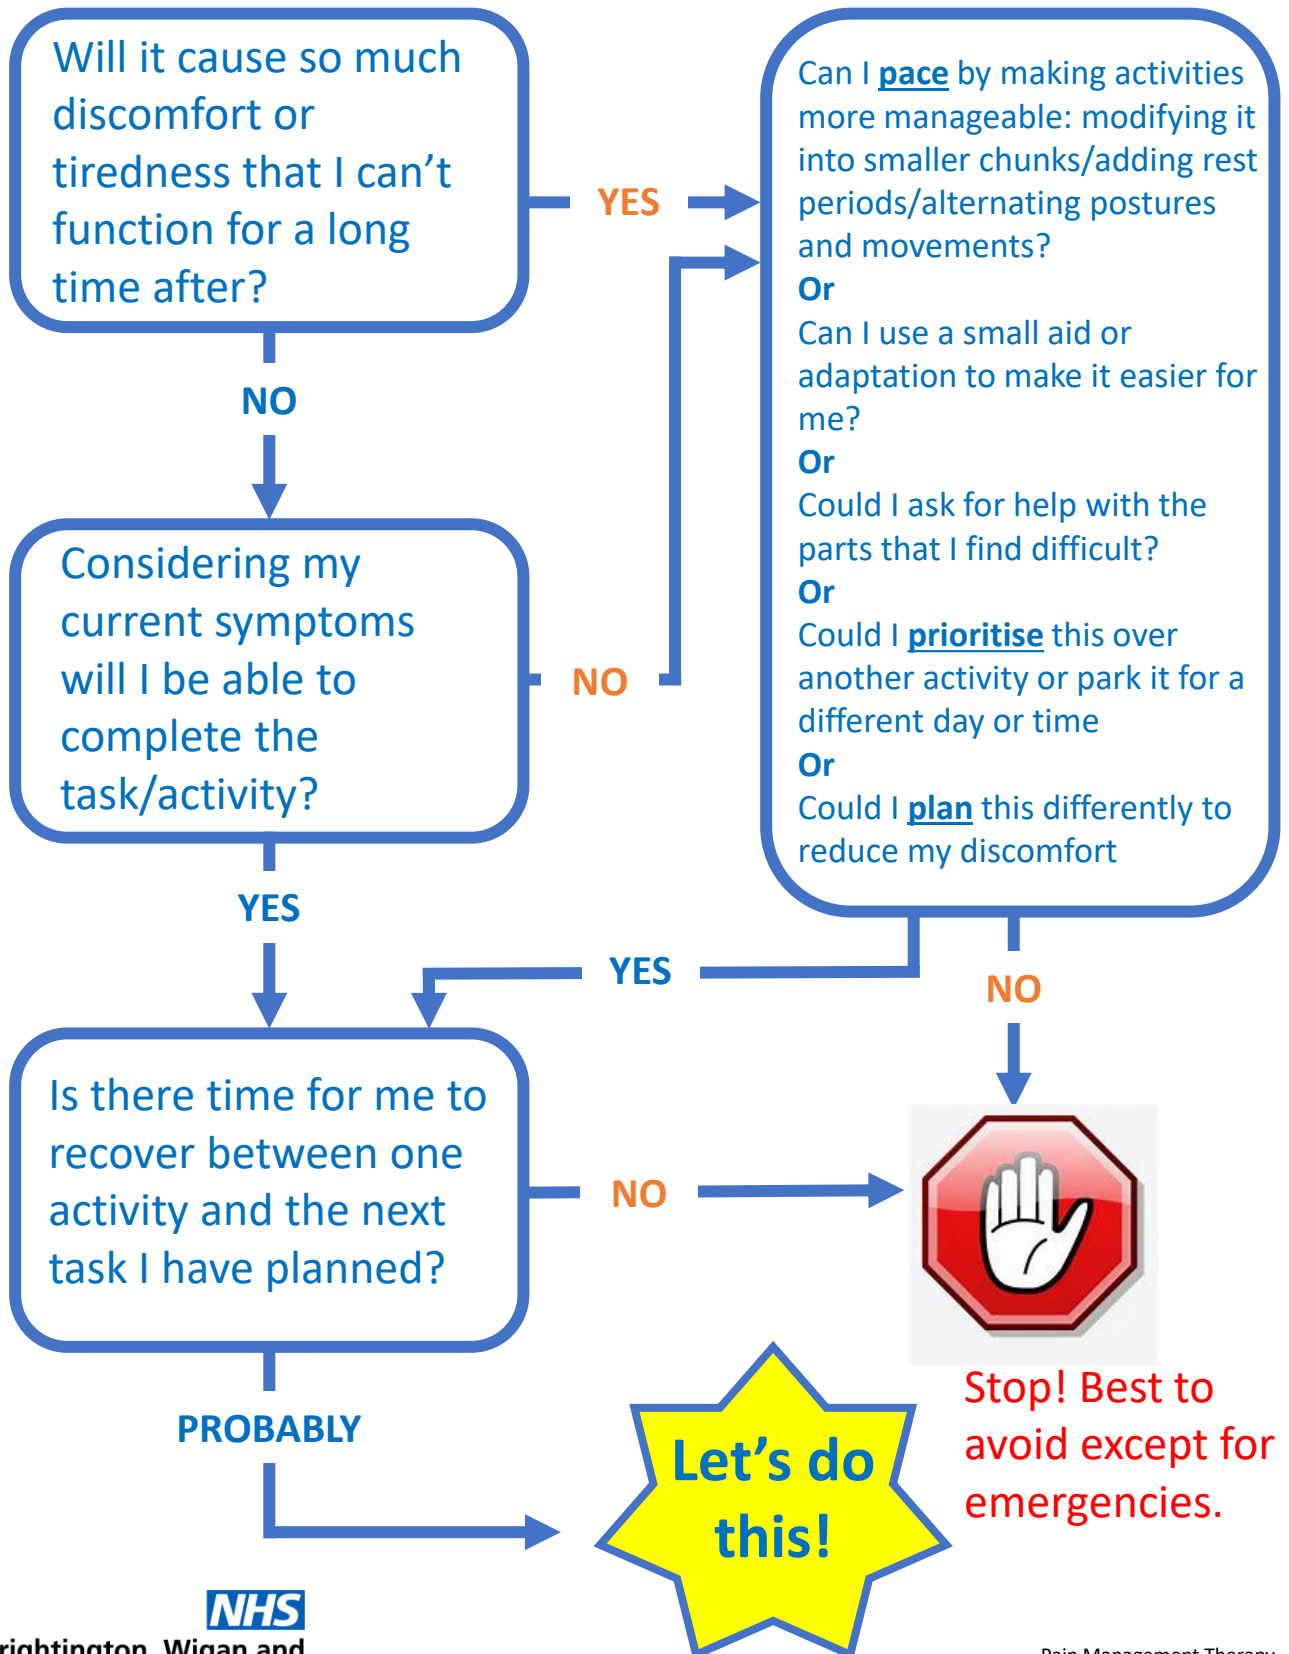 Will it cause so much
discomfort or
tiredness that I can't
function for a long
time after?
YES
Can I pace by making activities
more manageable: modifying it
into smaller chunks/adding rest
periods/alternating postures
and movements?
Or
Can I use a small aid or
adaptation to make it easier for
me?
Or
Could I ask for help with the
parts that I find difficult?
Or
Could I prioritise this over
another activity or park it for a
different day or time
Or
Could I plan this differently to
reduce my discomfort
NO
Considering my
current symptoms
will I be able to
complete the
task/activity?
NO
YES
YES
NO
Is there time for me to
recover between one
activity and the next
task I have planned?
NO
Stop! Best to
avoid except for
emergencies.
PROBABLY
Let's do
this!
NHS
rightington, Wigan and
Pain Management Therapy